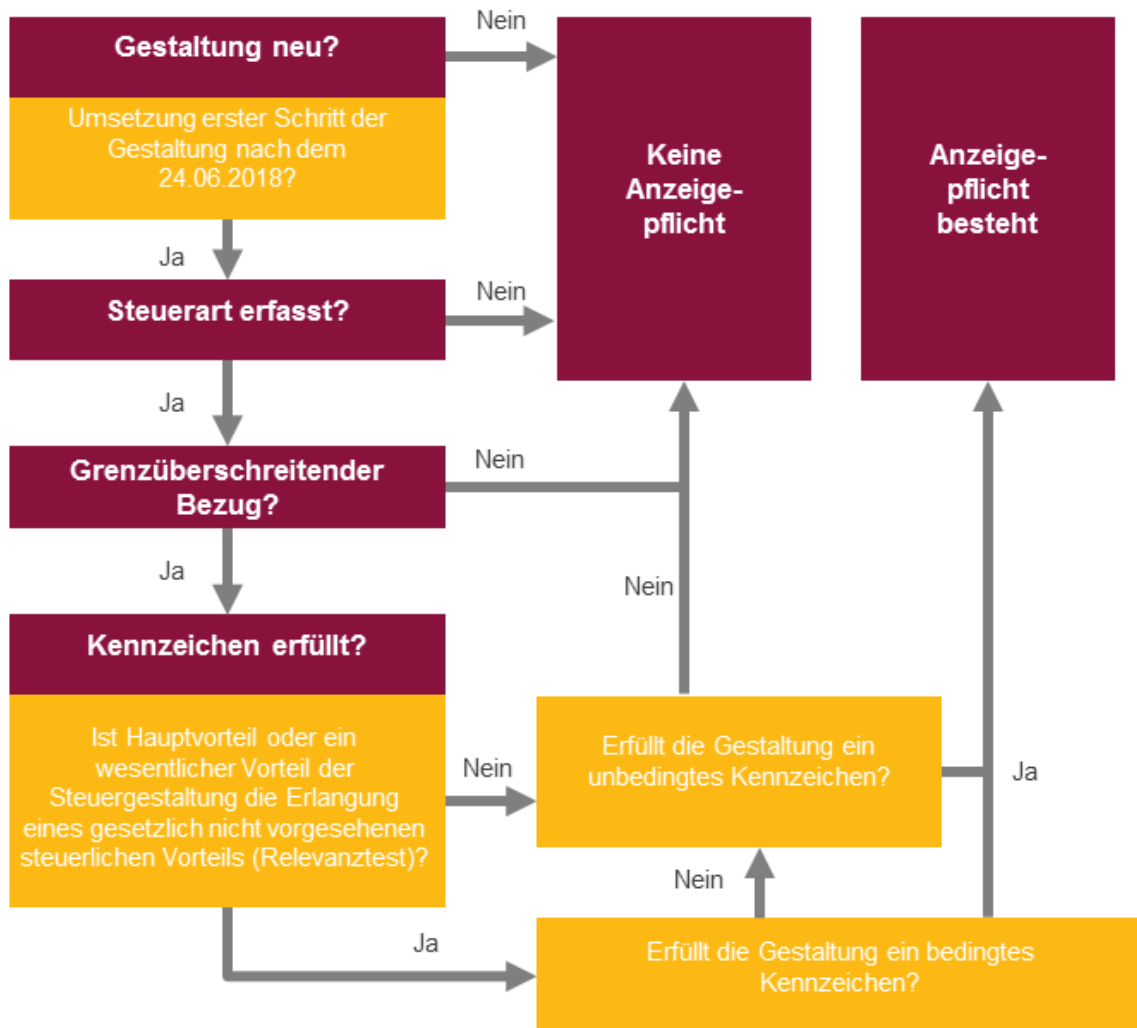 Gestaltung neu?
Nein
Umsetzung erster Schritt der
Gestaltung nach dem
24.06.2018?
Keine
Anzeige-
pflicht
Anzeige-
pflicht
besteht
Ja
Steuerart erfasst?
Nein
Ja
Grenzüberschreitender
Bezug?
Nein
Ja
Nein
Kennzeichen erfüllt?
Ist Hauptvorteil oder ein
wesentlicher Vorteil der
Steuergestaltung die Erlangung
eines gesetzlich nicht vorgesehenen
steuerlichen Vorteils (Relevanztest)?
Nein
Erfüllt die Gestaltung ein
unbedingtes Kennzeichen?
Ja
Nein
Ja
Erfüllt die Gestaltung ein bedingtes
Kennzeichen?